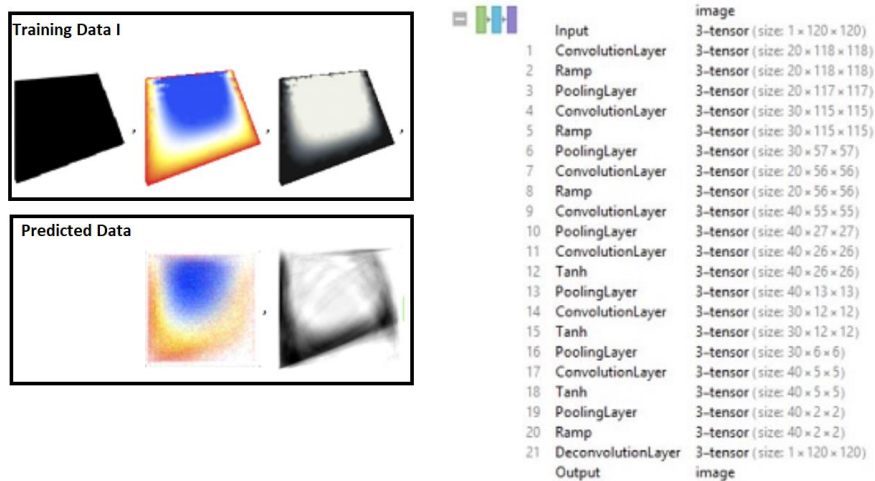 Training Data I
, , ,
Predicted Data
,
image
Input 3-tensor (size: 1 × 120 × 120)
1 ConvolutionLayer 3-tensor (size: 20 × 118 × 118)
2 Ramp 3-tensor (size: 20 × 118 × 118)
3 PoolingLayer 3-tensor (size: 20 × 117 × 117)
4 ConvolutionLayer 3-tensor (size: 30 × 115 × 115)
5 Ramp 3-tensor (size: 30 × 115 × 115)
6 PoolingLayer 3-tensor (size: 30 × 57 × 57)
7 ConvolutionLayer 3-tensor (size: 20 × 56 × 56)
8 Ramp 3-tensor (size: 20 × 56 × 56)
9 ConvolutionLayer 3-tensor (size: 40 × 55 × 55)
10 PoolingLayer 3-tensor (size: 40 × 27 × 27)
11 ConvolutionLayer 3-tensor (size: 40 × 26 × 26)
12 Tanh 3-tensor (size: 40 × 26 × 26)
13 PoolingLayer 3-tensor (size: 40 × 13 × 13)
14 ConvolutionLayer 3-tensor (size: 30 × 12 × 12)
15 Tanh 3-tensor (size: 30 × 12 × 12)
16 PoolingLayer 3-tensor (size: 30 × 6 × 6)
17 ConvolutionLayer 3-tensor (size: 40 × 5 × 5)
18 Tanh 3-tensor (size: 40 × 5 × 5)
19 PoolingLayer 3-tensor (size: 40 × 2 × 2)
20 Ramp 3-tensor (size: 40 × 2 × 2)
21 DeconvolutionLayer 3-tensor (size: 1 × 120 × 120)
Output image